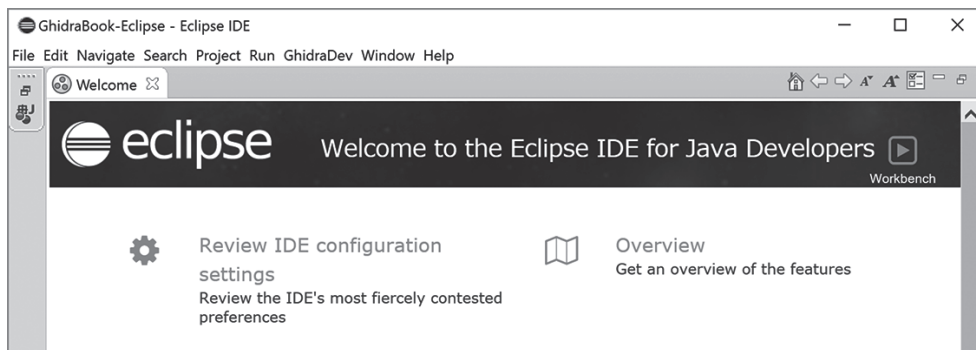 GhidraBook-Eclipse - Eclipse IDE
File Edit Navigate Search Project Run GhidraDev Window Help
Welcome
eclipse
Welcome to the Eclipse IDE for Java Developers
Workbench
Review IDE configuration
settings
Review the IDE's most fiercely contested
preferences
Overview
Get an overview of the features